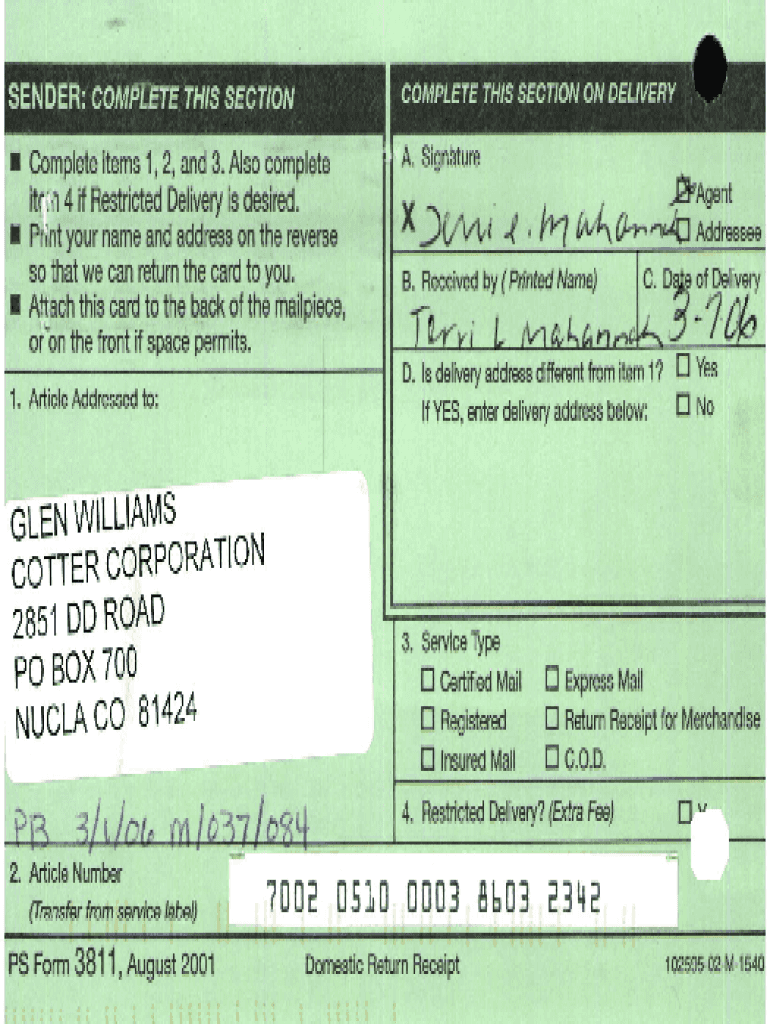 SENDER: COMPLETE THIS SECTION
■ Complete items 1, 2, and 3. Also complete
item 4 if Restricted Delivery is desired.
■ Print your name and address on the reverse
so that we can return the card to you.
■ Attach this card to the back of the mailpiece,
or on the front if space permits.
1. Article Addressed to:
GLEN WILLIAMS
COTTER CORPORATION
2851 DD ROAD
PO BOX 700
NUCLA CO 81424
PB 3/1/06 M/037/084
2. Article Number
(Transfer from service label)
7002 0510 0003 8603 2342
PS Form 3811, August 2001
Domestic Return Receipt
102595-02-M-1540
COMPLETE THIS SECTION ON DELIVERY
A. Signature
☒ Agent
X
☐ Addressee
B. Received by (Printed Name)
C. Date of Delivery
Terri L Mahannah
3-7-06
D. Is delivery address different from item 1? ☐ Yes
If YES, enter delivery address below: ☐ No
3. Service Type
☐ Certified Mail ☐ Express Mail
☐ Registered ☐ Return Receipt for Merchandise
☐ Insured Mail ☐ C.O.D.
4. Restricted Delivery? (Extra Fee) ☐